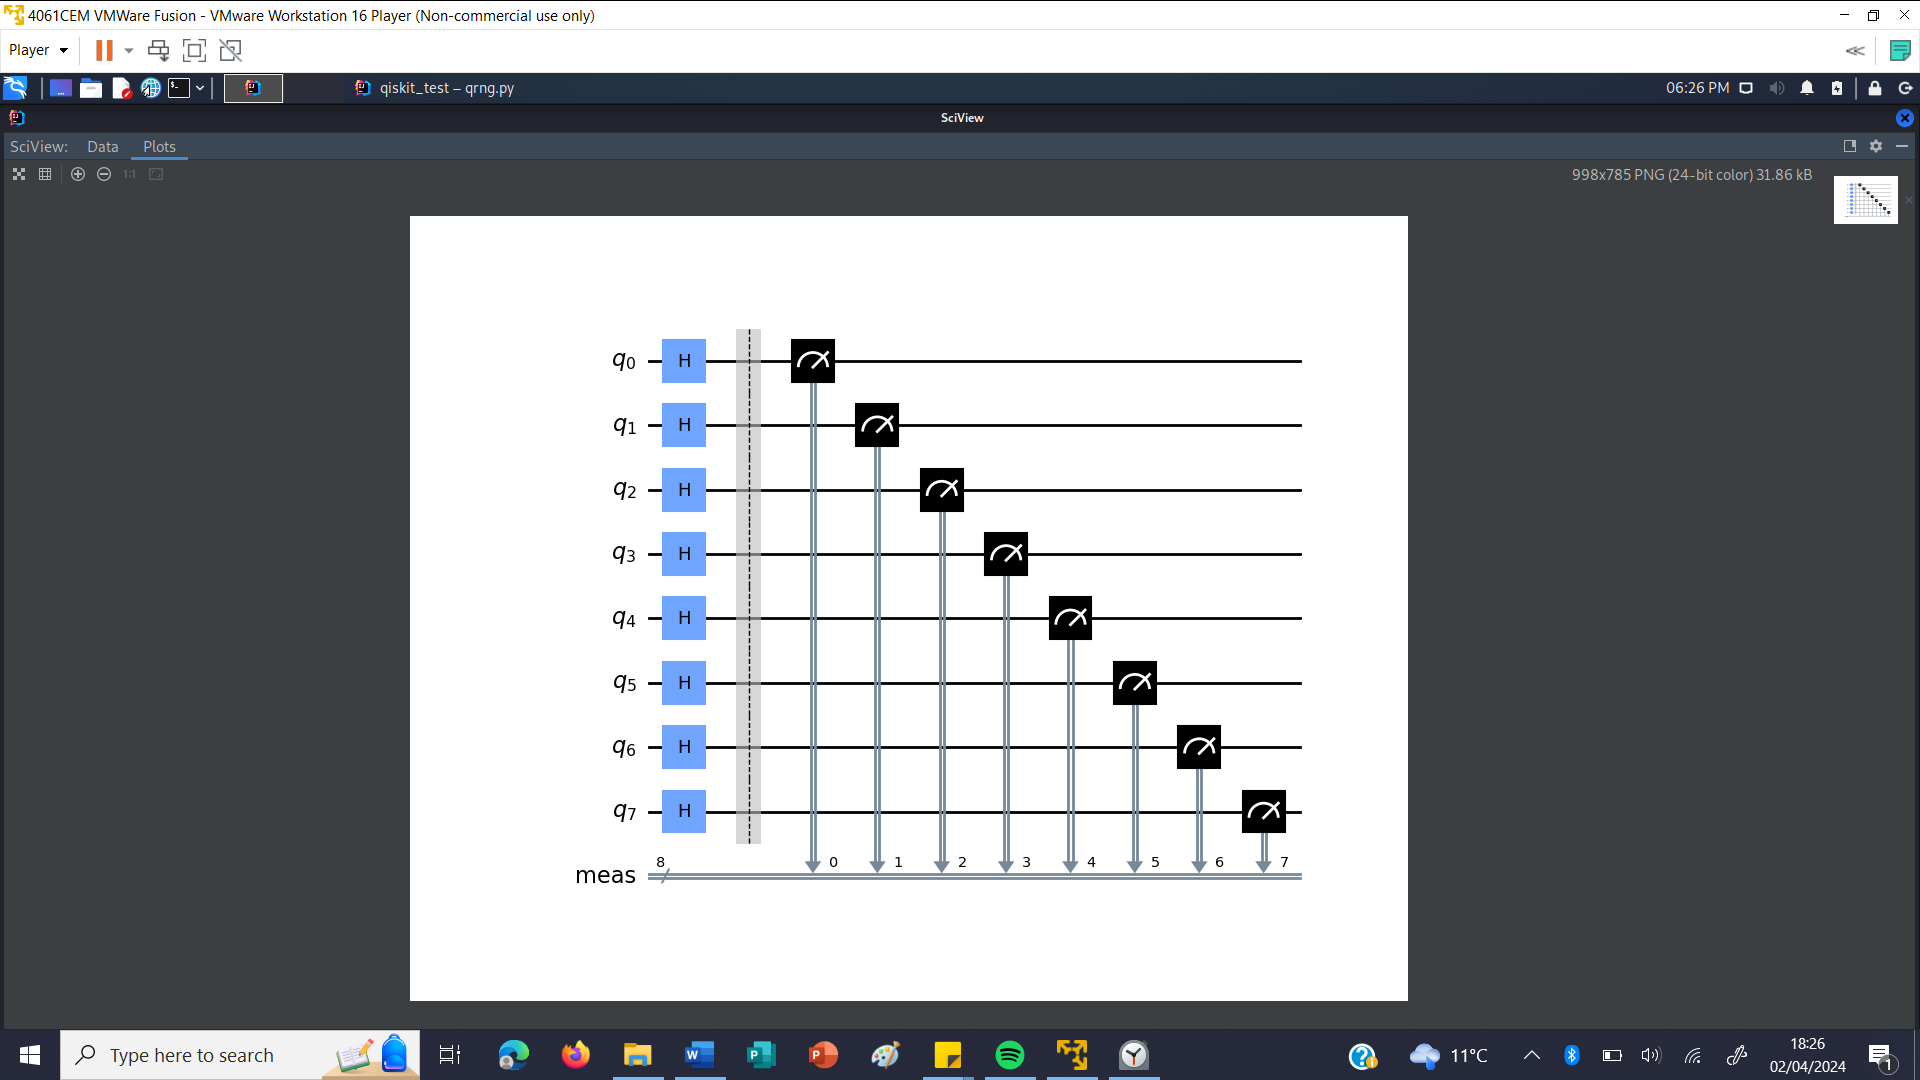 4061CEM VMWare Fusion - VMware Workstation 16 Player (Non-commercial use only)
Player
qiskit_test – qrng.py
06:26 PM
SciView
SciView: Data Plots
1:1
998x785 PNG (24-bit color) 31.86 kB
q0 H
q1 H
q2 H
q3 H
q4 H
q5 H
q6 H
q7 H
8 0 1 2 3 4 5 6 7
meas
Type here to search
11°C
18:26
02/04/2024
1